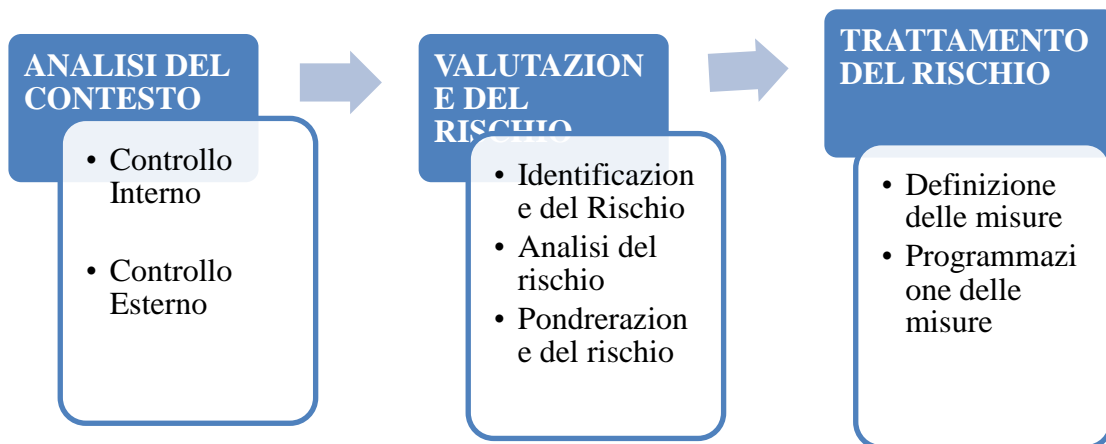 ANALISI DEL
CONTESTO
• Controllo
Interno
• Controllo
Esterno
VALUTAZION
E DEL
RISCHIO
• Identificazion
e del Rischio
• Analisi del
rischio
• Pondrerazion
e del rischio
TRATTAMENTO
DEL RISCHIO
• Definizione
delle misure
• Programmazi
one delle
misure